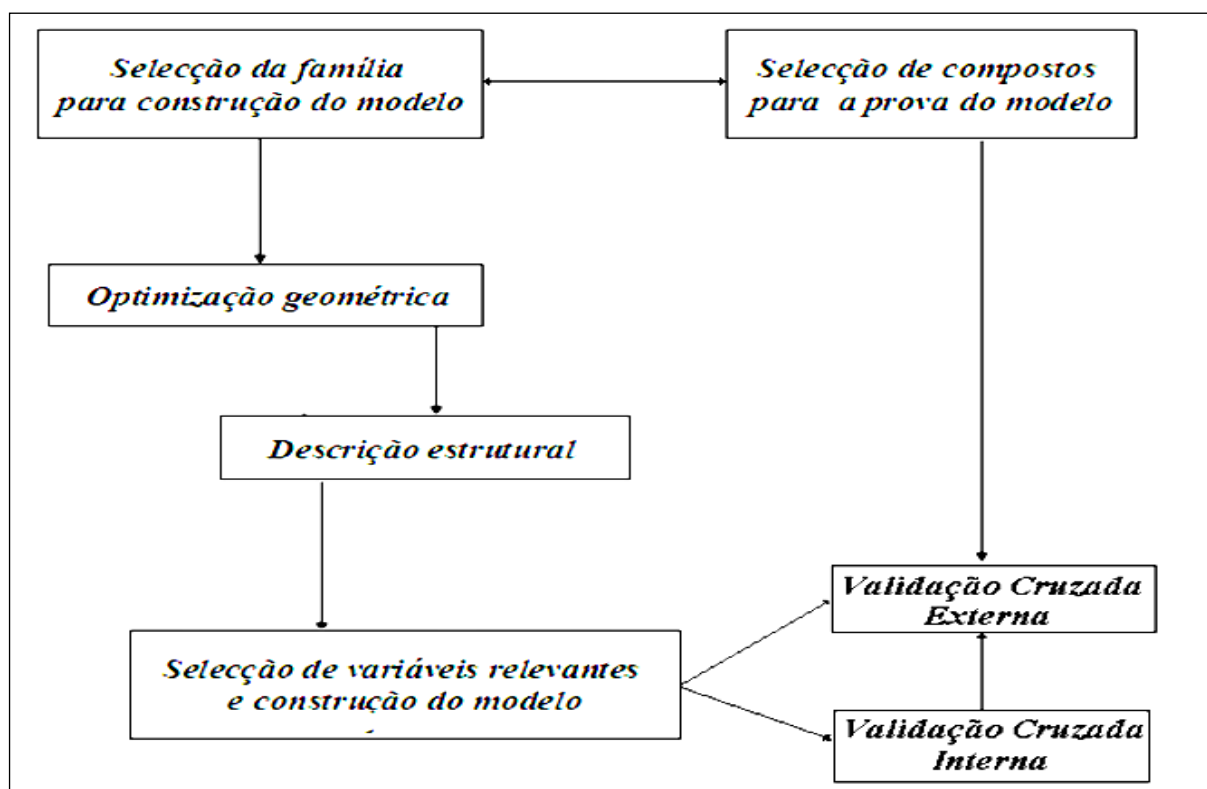 Selecção da família
para construção do modelo
Selecção de compostos
para a prova do modelo
Optimização geométrica
Descrição estrutural
Selecção de variáveis relevantes
e construção do modelo
Validação Cruzada
Externa
Validação Cruzada
Interna